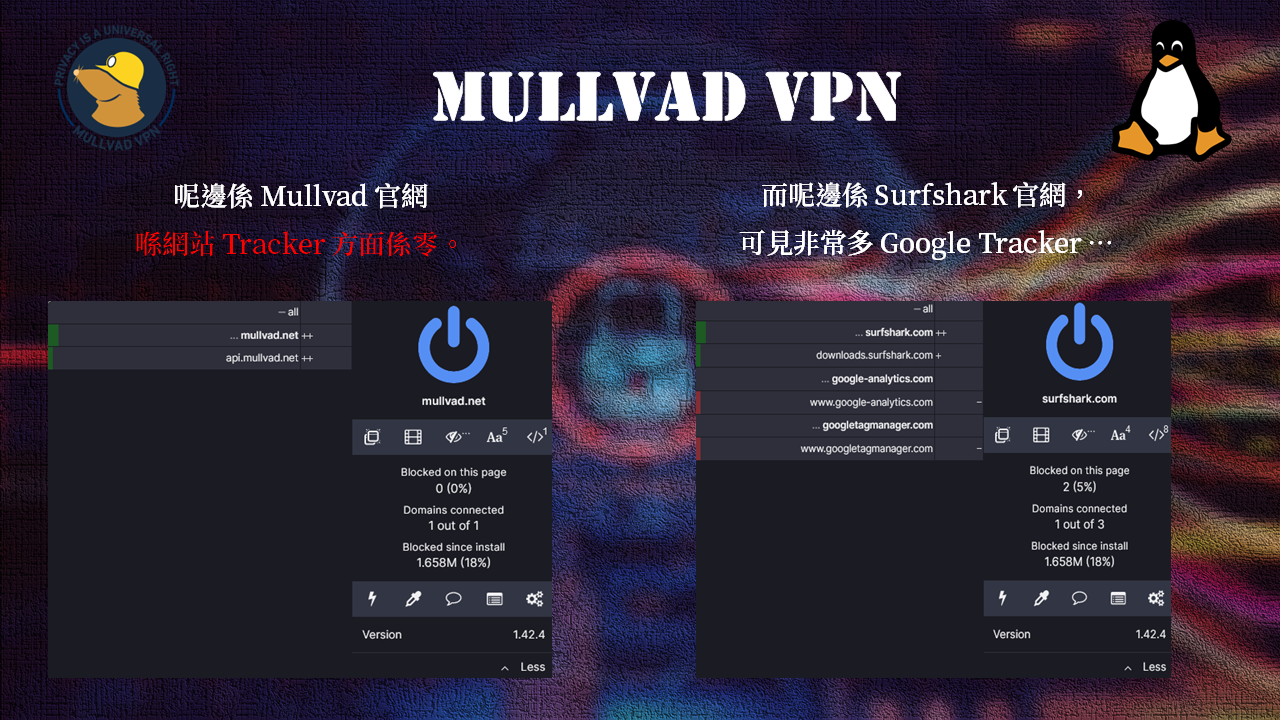 PRIVACY IS A UNIVERSAL RIGHT
MULLVAD VPN
MULLVAD VPN
呢邊係 Mullvad 官網
喺網站 Tracker 方面係零。
而呢邊係 Surfshark 官網，
可見非常多 Google Tracker …
— all
... mullvad.net ++
api.mullvad.net ++
mullvad.net
Aa5
</>1
Blocked on this page
0 (0%)
Domains connected
1 out of 1
Blocked since install
1.658M (18%)
Version 1.42.4
Less
— all
... surfshark.com ++
downloads.surfshark.com +
... google-analytics.com
www.google-analytics.com –
... googletagmanager.com
www.googletagmanager.com –
surfshark.com
Aa4
</>8
Blocked on this page
2 (5%)
Domains connected
1 out of 3
Blocked since install
1.658M (18%)
Version 1.42.4
Less